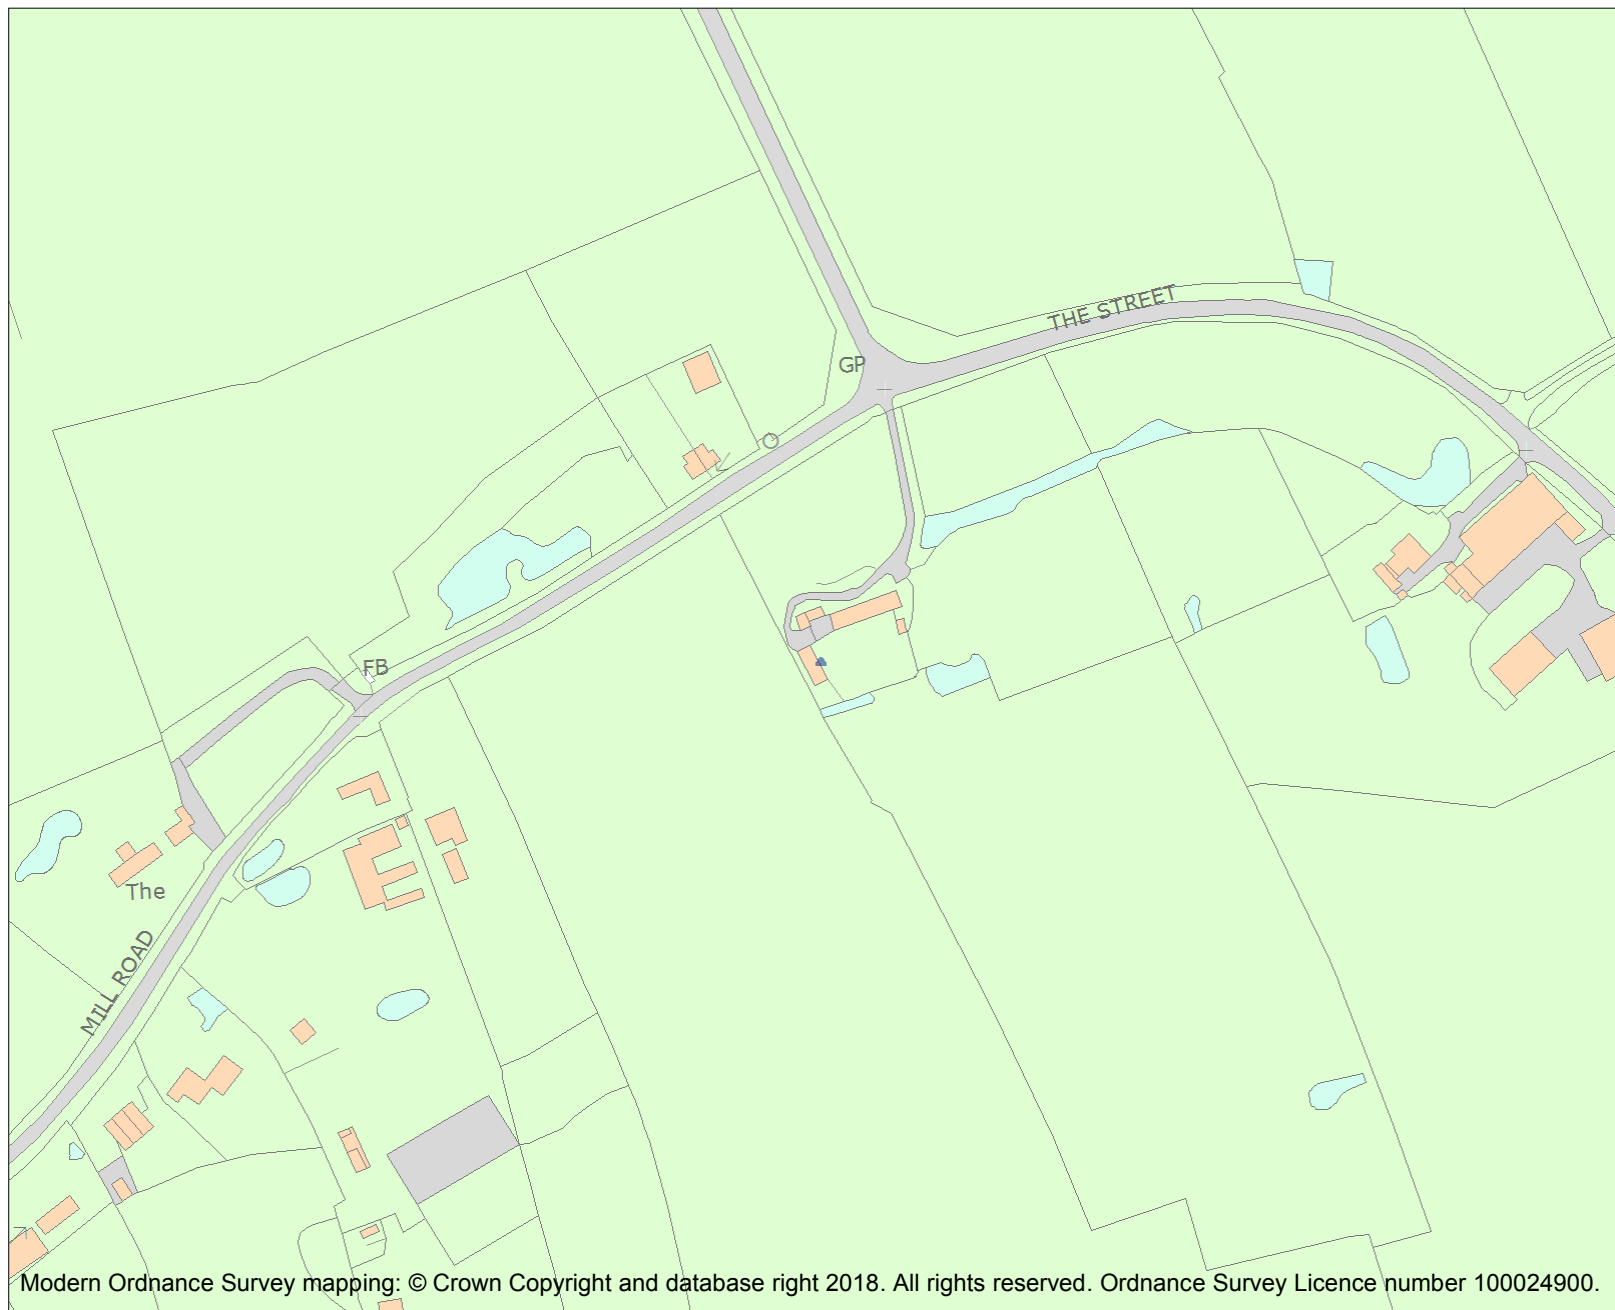 THE STREET
GP
FB
The
MILL ROAD
Modern Ordnance Survey mapping: © Crown Copyright and database right 2018. All rights reserved. Ordnance Survey Licence number 100024900.